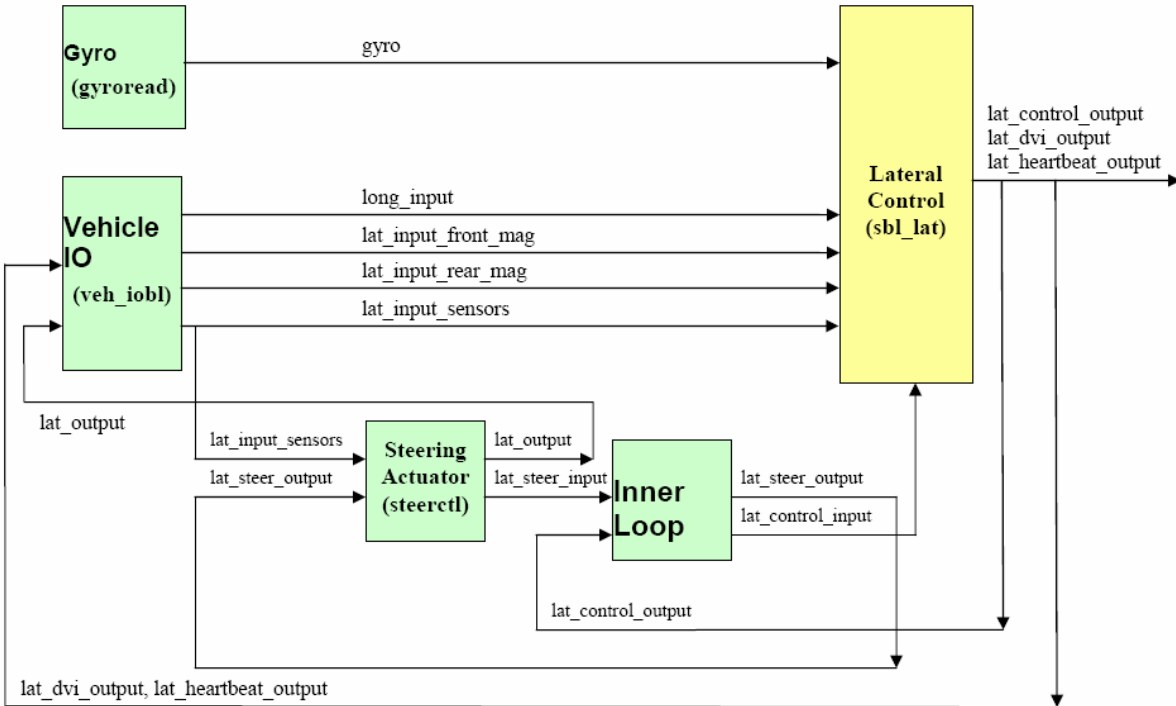 Gyro
(gyroread)
gyro
lat_control_output
lat_dvi_output
lat_heartbeat_output
Lateral
Control
(sbl_lat)
Vehicle
IO
(veh_iobl)
long_input
lat_input_front_mag
lat_input_rear_mag
lat_input_sensors
lat_output
lat_input_sensors
lat_steer_output
Steering
Actuator
(steerctl)
lat_output
lat_steer_input
Inner
Loop
lat_steer_output
lat_control_input
lat_control_output
lat_dvi_output, lat_heartbeat_output